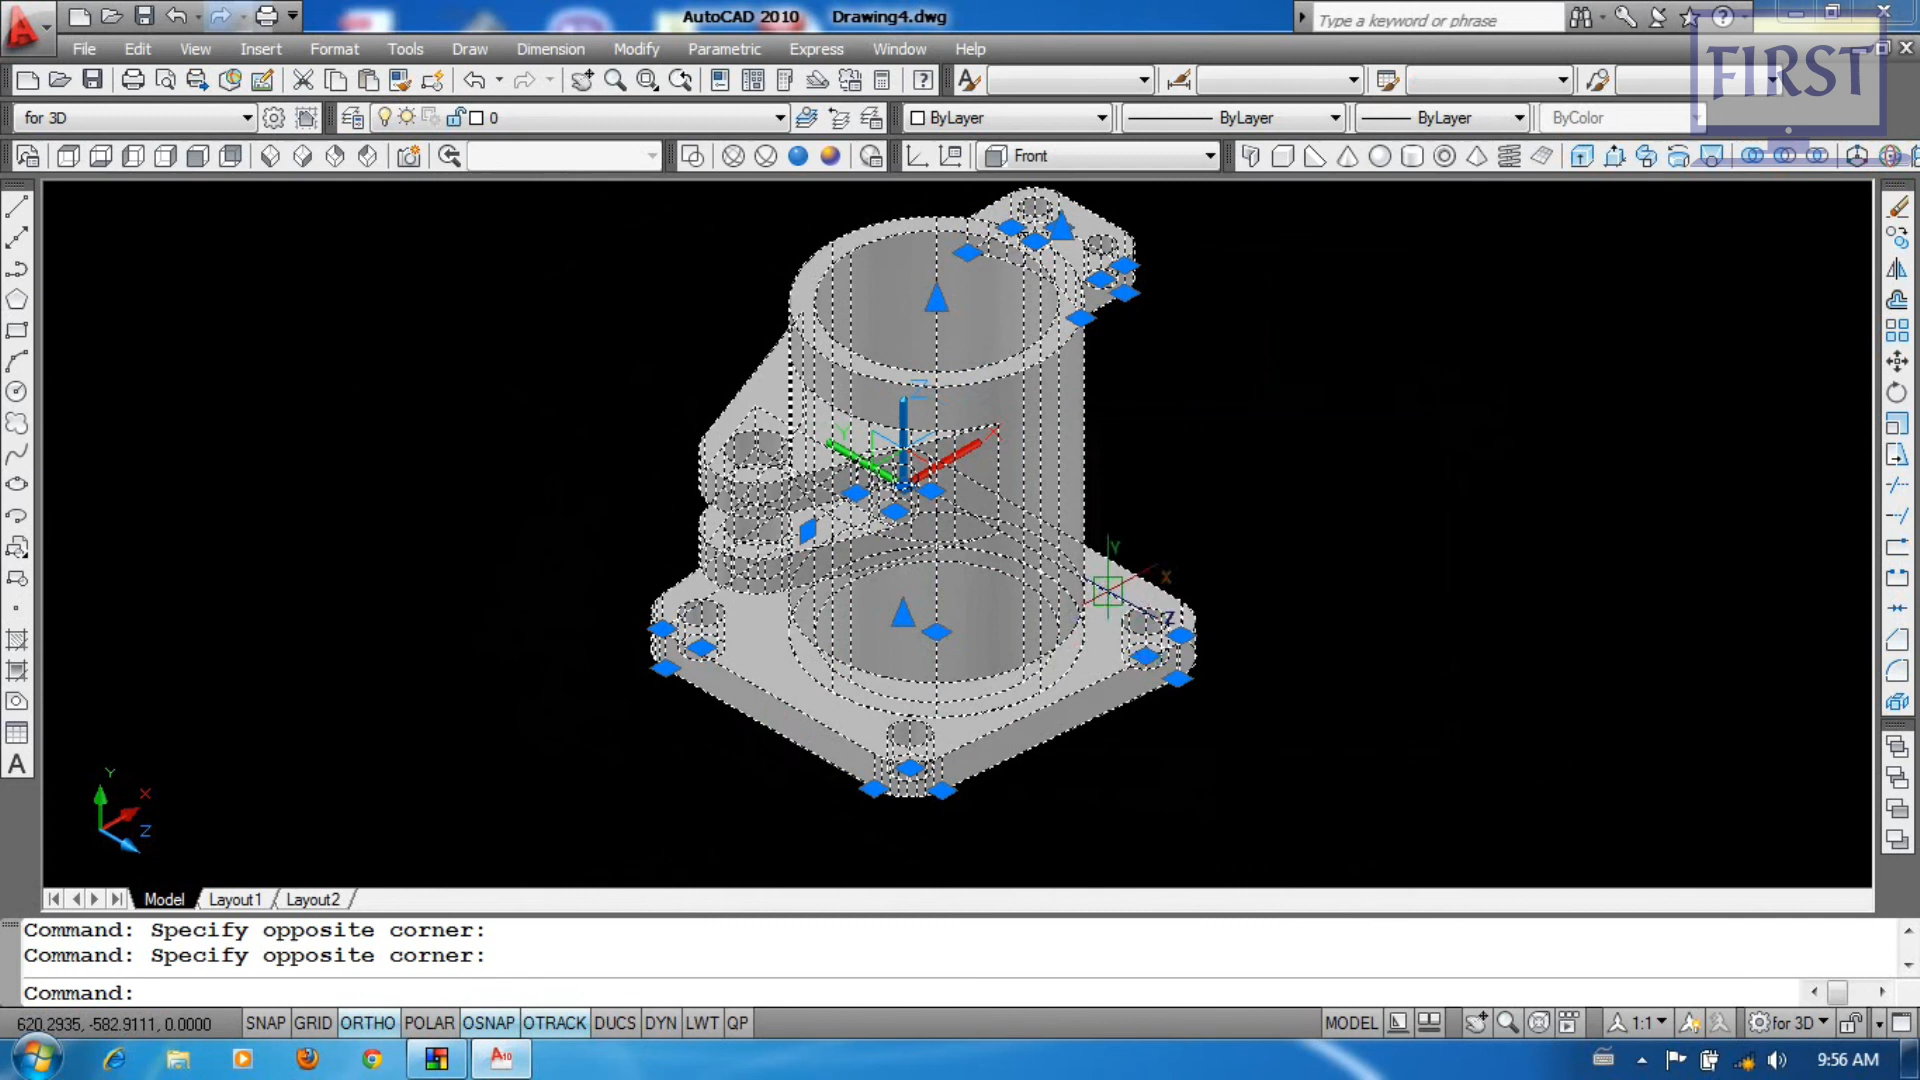 AutoCAD 2010 Drawing4.dwg
Type a keyword or phrase
File Edit View Insert Format Tools Draw Dimension Modify Parametric Express Window Help
FIRST
for 3D
0
ByLayer
ByLayer
ByLayer
ByColor
Front
Z
Y
X
Y
X
Z
Y
X
Z
Model Layout1 Layout2
Command: Specify opposite corner:
Command: Specify opposite corner:
Command:
620.2935, -582.9111, 0.0000
SNAP GRID ORTHO POLAR OSNAP OTRACK DUCS DYN LWT QP
MODEL
1:1
for 3D
9:56 AM